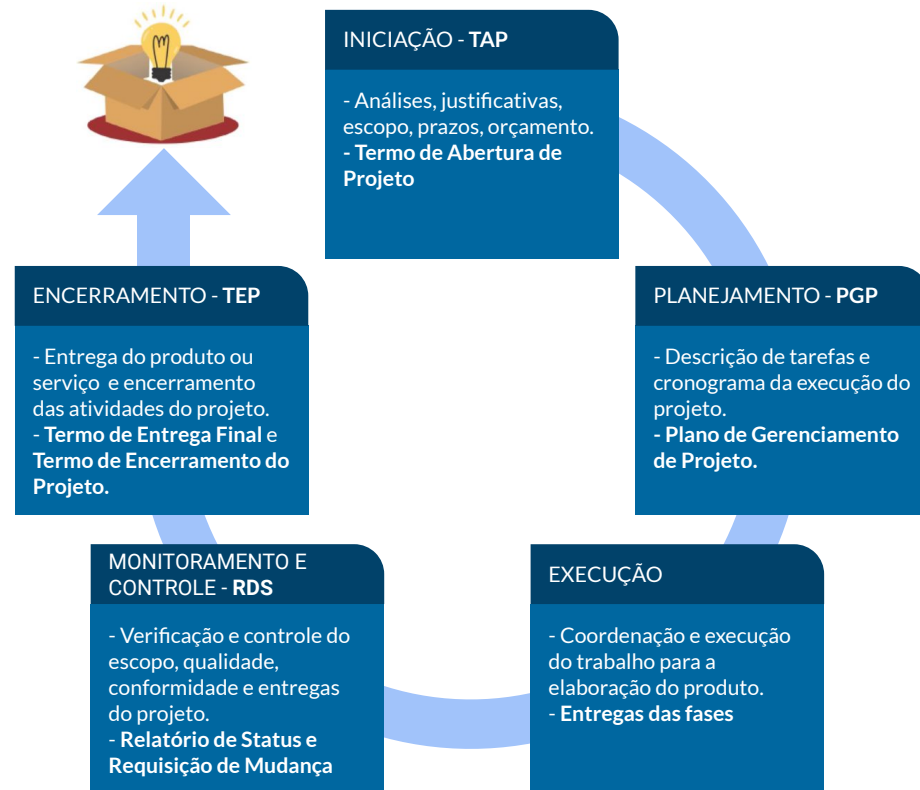 INICIAÇÃO - TAP
- Análises, justificativas,
escopo, prazos, orçamento.
- Termo de Abertura de
Projeto
PLANEJAMENTO - PGP
- Descrição de tarefas e
cronograma da execução do
projeto.
- Plano de Gerenciamento
de Projeto.
EXECUÇÃO
- Coordenação e execução
do trabalho para a
elaboração do produto.
- Entregas das fases
MONITORAMENTO E
CONTROLE - RDS
- Verificação e controle do
escopo, qualidade,
conformidade e entregas
do projeto.
- Relatório de Status e
Requisição de Mudança
ENCERRAMENTO - TEP
- Entrega do produto ou
serviço e encerramento
das atividades do projeto.
- Termo de Entrega Final e
Termo de Encerramento do
Projeto.